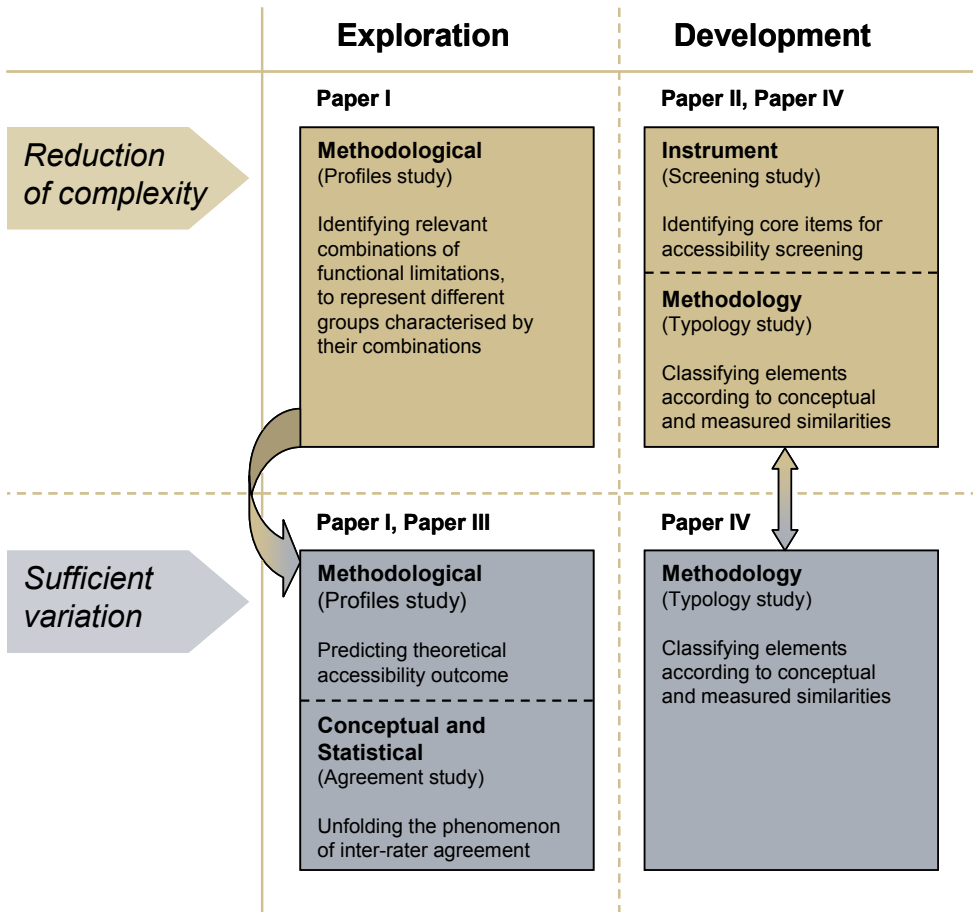 Exploration
Development
Reduction
of complexity
Paper I
Methodological
(Profiles study)
Identifying relevant
combinations of
functional limitations,
to represent different
groups characterised by
their combinations
Paper II, Paper IV
Instrument
(Screening study)
Identifying core items for
accessibility screening
Methodology
(Typology study)
Classifying elements
according to conceptual
and measured similarities
Sufficient
variation
Paper I, Paper III
Methodological
(Profiles study)
Predicting theoretical
accessibility outcome
Conceptual and
Statistical
(Agreement study)
Unfolding the phenomenon
of inter-rater agreement
Paper IV
Methodology
(Typology study)
Classifying elements
according to conceptual
and measured similarities